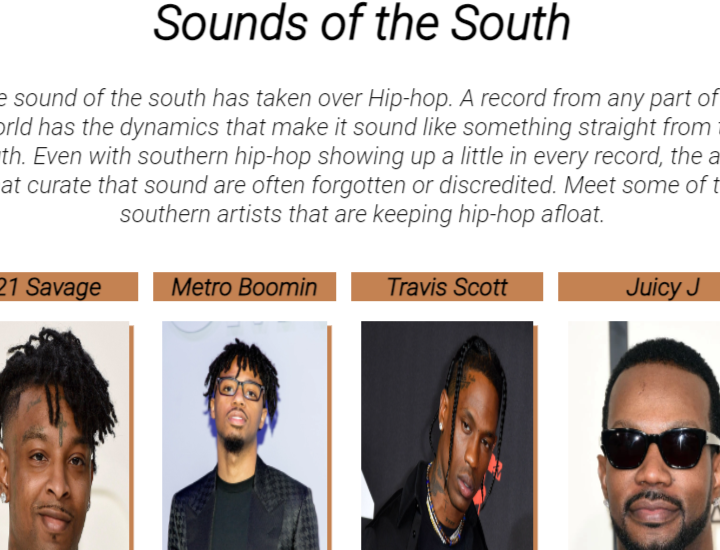 Sounds of the South
e sound of the south has taken over Hip-hop. A record from any part of
orld has the dynamics that make it sound like something straight from t
th. Even with southern hip-hop showing up a little in every record, the a
at curate that sound are often forgotten or discredited. Meet some of t
southern artists that are keeping hip-hop afloat.
21 Savage Metro Boomin Travis Scott Juicy J